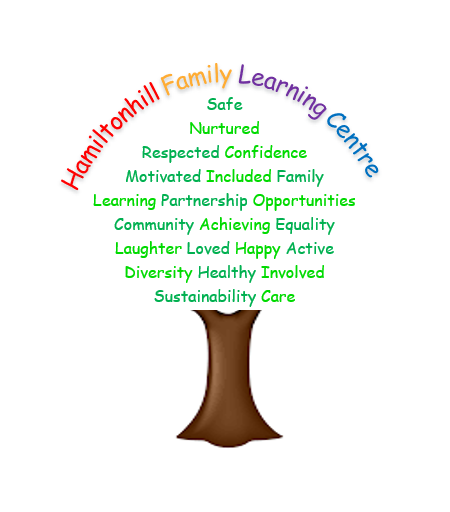 Hamiltonhill Family Learning Centre
Safe
Nurtured
Respected Confidence
Motivated Included Family
Learning Partnership Opportunities
Community Achieving Equality
Laughter Loved Happy Active
Diversity Healthy Involved
Sustainability Care